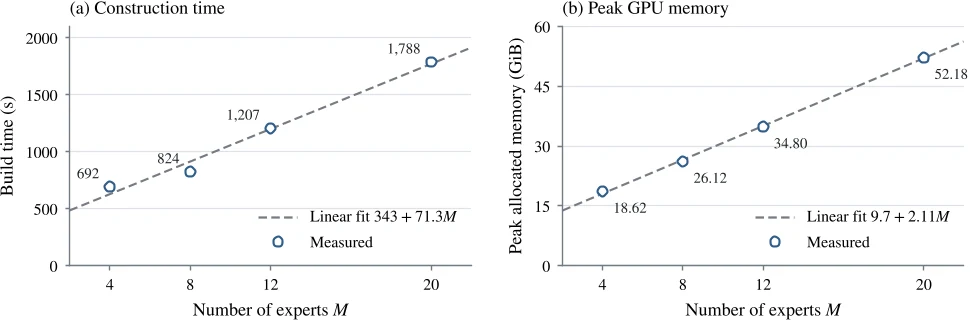 (a) Construction time
Build time (s)
2000
1500
1000
500
0
692
824
1,207
1,788
Linear fit 343 + 71.3M
Measured
4
8
12
20
Number of experts M
(b) Peak GPU memory
Peak allocated memory (GiB)
60
45
30
15
0
18.62
26.12
34.80
52.18
Linear fit 9.7 + 2.11M
Measured
4
8
12
20
Number of experts M